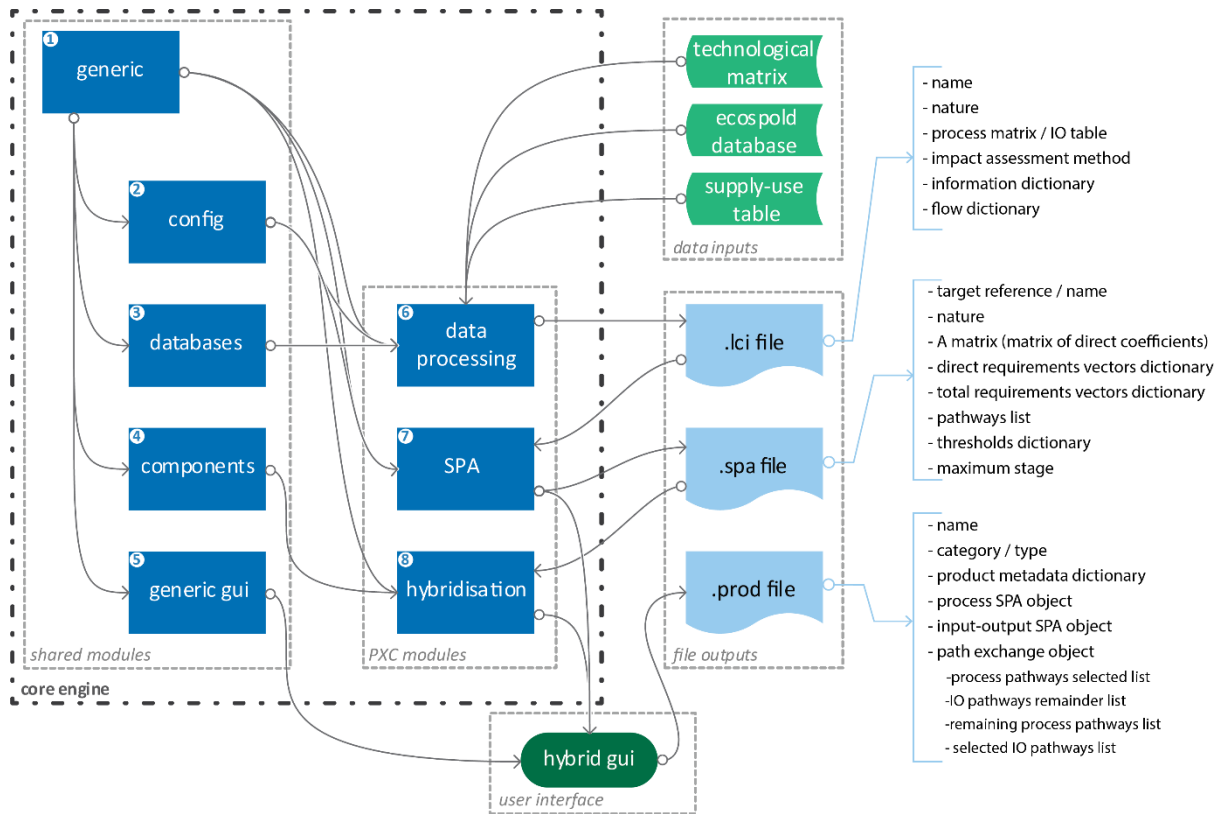 1
generic
2
config
3
databases
4
components
5
generic gui
shared modules
core engine
6
data
processing
7
SPA
8
hybridisation
PXC modules
technological
matrix
ecospold
database
supply-use
table
data inputs
.lci file
.spa file
.prod file
file outputs
hybrid gui
user interface
- name
- nature
- process matrix / IO table
- impact assessment method
- information dictionary
- flow dictionary
- target reference / name
- nature
- A matrix (matrix of direct coefficients)
- direct requirements vectors dictionary
- total requirements vectors dictionary
- pathways list
- thresholds dictionary
- maximum stage
- name
- category / type
- product metadata dictionary
- process SPA object
- input-output SPA object
- path exchange object
-process pathways selected list
-IO pathways remainder list
-remaining process pathways list
- selected IO pathways list